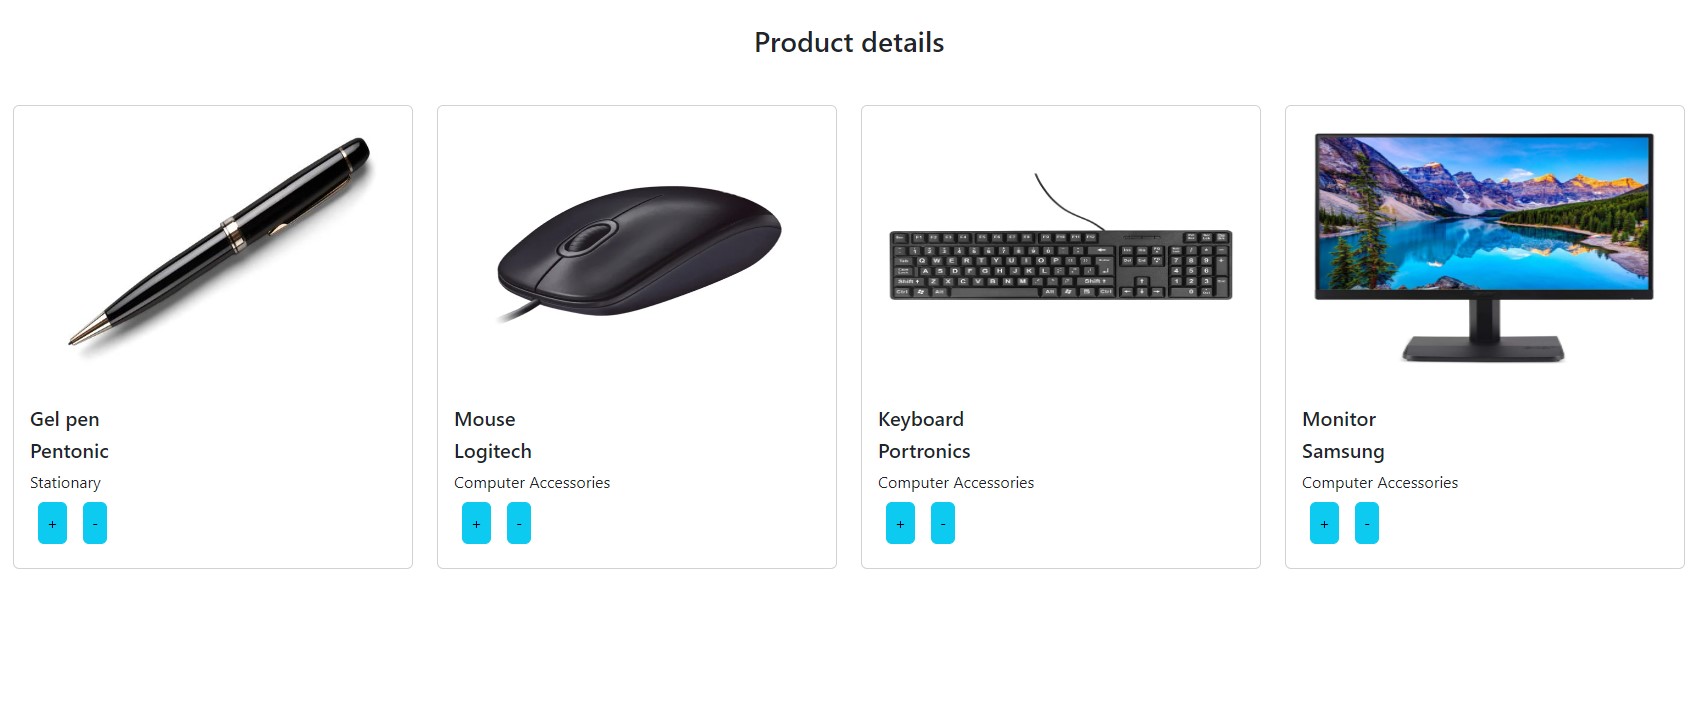 Product details
Gel pen
Pentonic
Stationary
+ -
Mouse
Logitech
Computer Accessories
+ -
Keyboard
Portronics
Computer Accessories
+ -
Monitor
Samsung
Computer Accessories
+ -